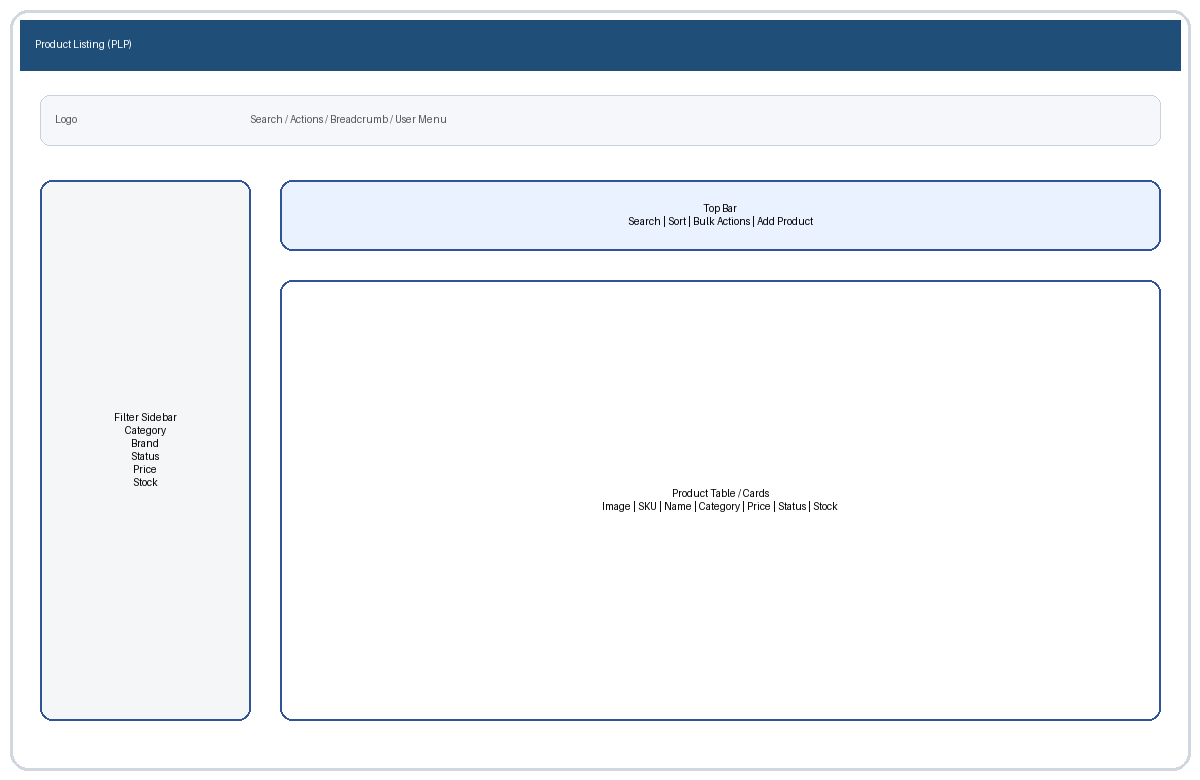 Product Listing (PLP)
Logo
Search / Actions / Breadcrumb / User Menu
Filter Sidebar
Category
Brand
Status
Price
Stock
Top Bar
Search | Sort | Bulk Actions | Add Product
Product Table / Cards
Image | SKU | Name | Category | Price | Status | Stock